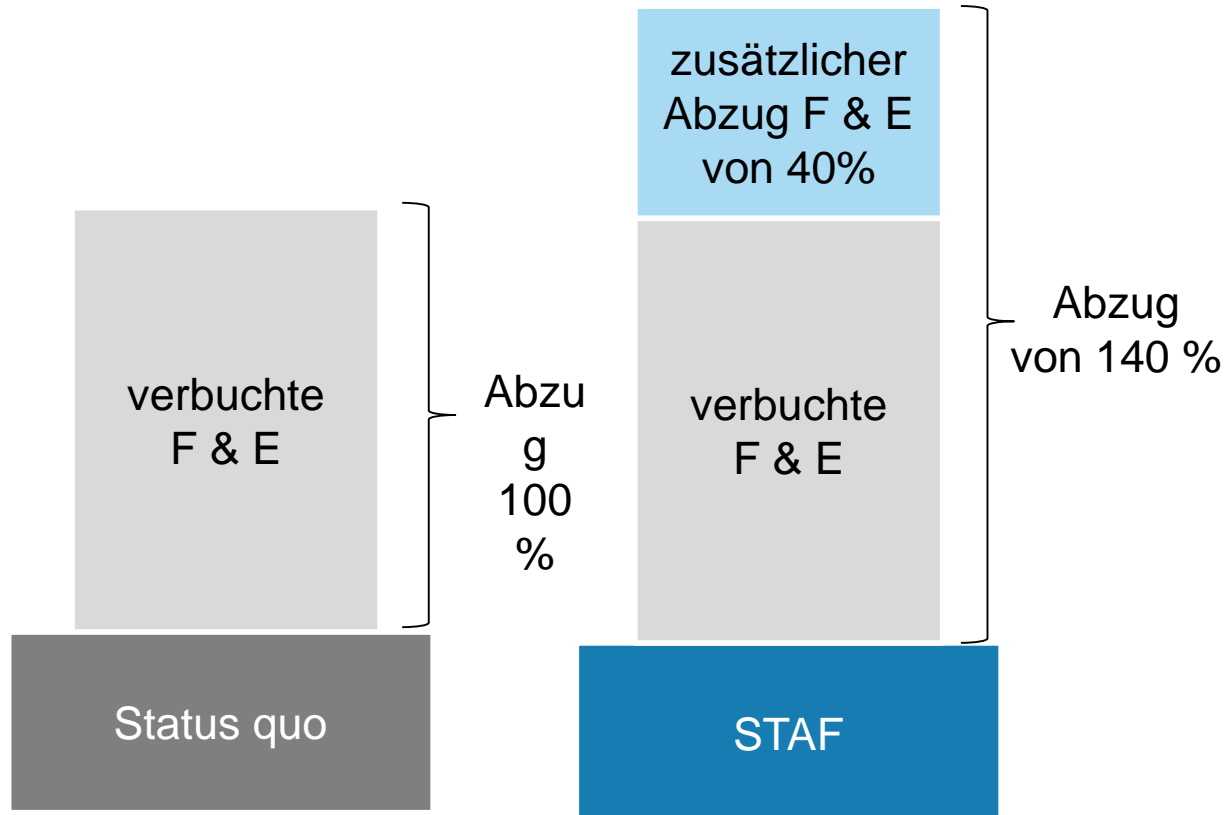 verbuchte
F & E
Abzu
g
100
%
Status quo
zusätzlicher
Abzug F & E
von 40%
verbuchte
F & E
Abzug
von 140 %
STAF